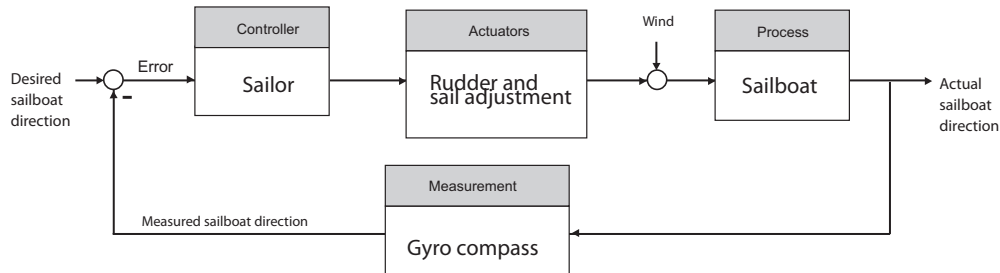 Controller
Actuators
Wind
Process
Desired
sailboat
direction
Error
Sailor
Rudder and
sail adjustment
Sailboat
Actual
sailboat
direction
-
Measurement
Measured sailboat direction
Gyro compass